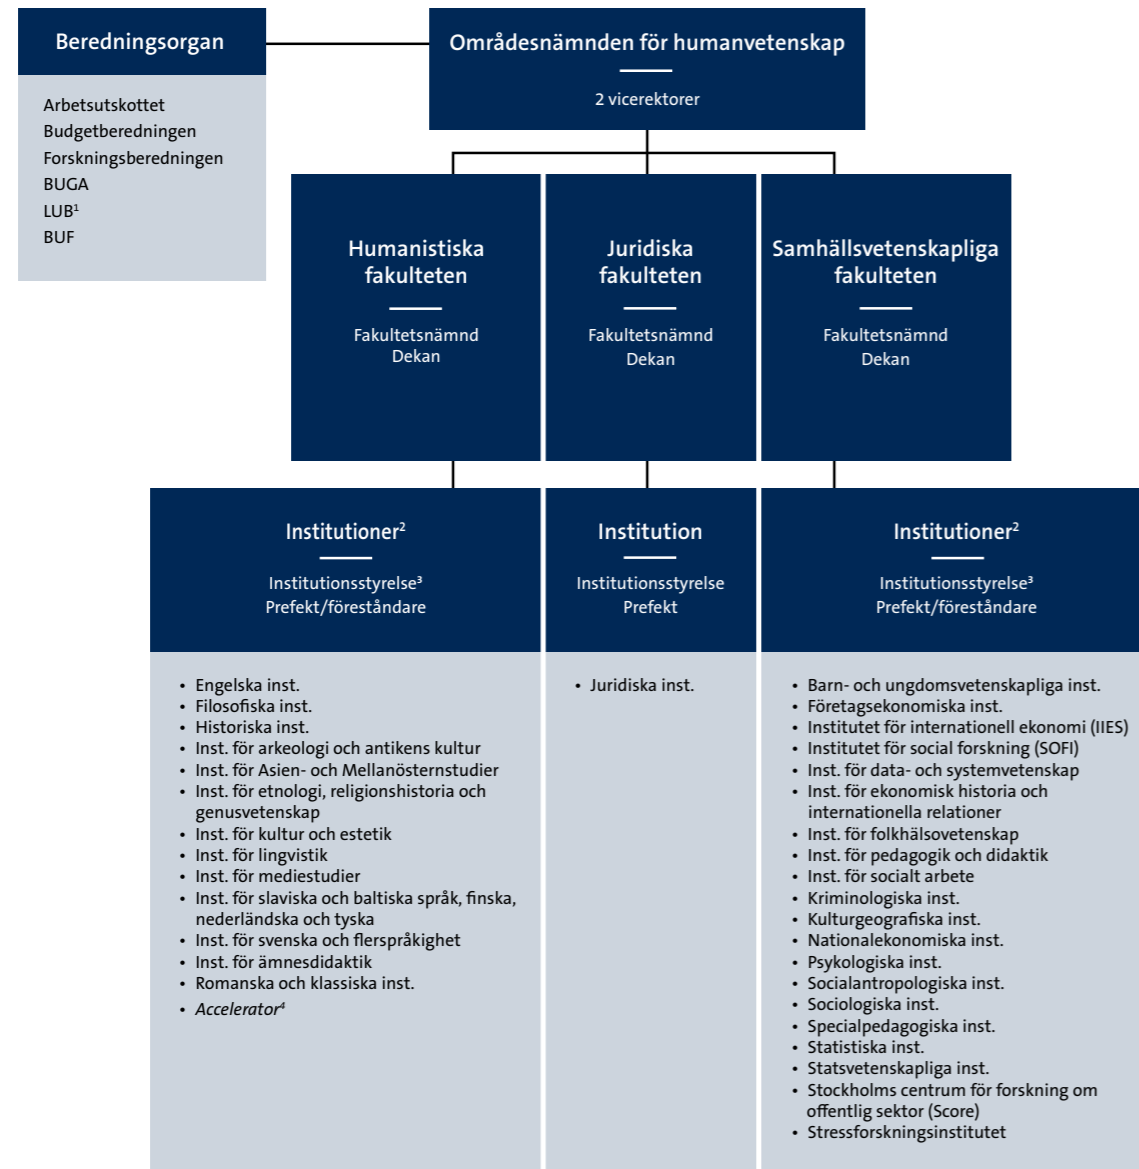 Beredningsorgan
Arbetsutskottet
Budgetberedningen
Forskningsberedningen
BUGA
LUB¹
BUF
Områdesnämnden för humanvetenskap
2 vicerektorer
Humanistiska
fakulteten
Fakultetsnämnd
Dekan
Juridiska
fakulteten
Fakultetsnämnd
Dekan
Samhällsvetenskapliga
fakulteten
Fakultetsnämnd
Dekan
Institutioner²
Institutionsstyrelse³
Prefekt/föreståndare
• Engelska inst.
• Filosofiska inst.
• Historiska inst.
• Inst. för arkeologi och antikens kultur
• Inst. för Asien- och Mellanösternstudier
• Inst. för etnologi, religionshistoria och
genusvetenskap
• Inst. för kultur och estetik
• Inst. för lingvistik
• Inst. för mediestudier
• Inst. för slaviska och baltiska språk, finska,
nederländska och tyska
• Inst. för svenska och flerspråkighet
• Inst. för ämnesdidaktik
• Romanska och klassiska inst.
• Accelerator⁴
Institution
Institutionsstyrelse
Prefekt
• Juridiska inst.
Institutioner²
Institutionsstyrelse³
Prefekt/föreståndare
• Barn- och ungdomsvetenskapliga inst.
• Företagsekonomiska inst.
• Institutet för internationell ekonomi (IIES)
• Institutet för social forskning (SOFI)
• Inst. för data- och systemvetenskap
• Inst. för ekonomisk historia och
internationella relationer
• Inst. för folkhälsovetenskap
• Inst. för pedagogik och didaktik
• Inst. för socialt arbete
• Kriminologiska inst.
• Kulturgeografiska inst.
• Nationalekonomiska inst.
• Psykologiska inst.
• Socialantropologiska inst.
• Sociologiska inst.
• Specialpedagogiska inst.
• Statistiska inst.
• Statsvetenskapliga inst.
• Stockholms centrum för forskning om
offentlig sektor (Score)
• Stressforskningsinstitutet